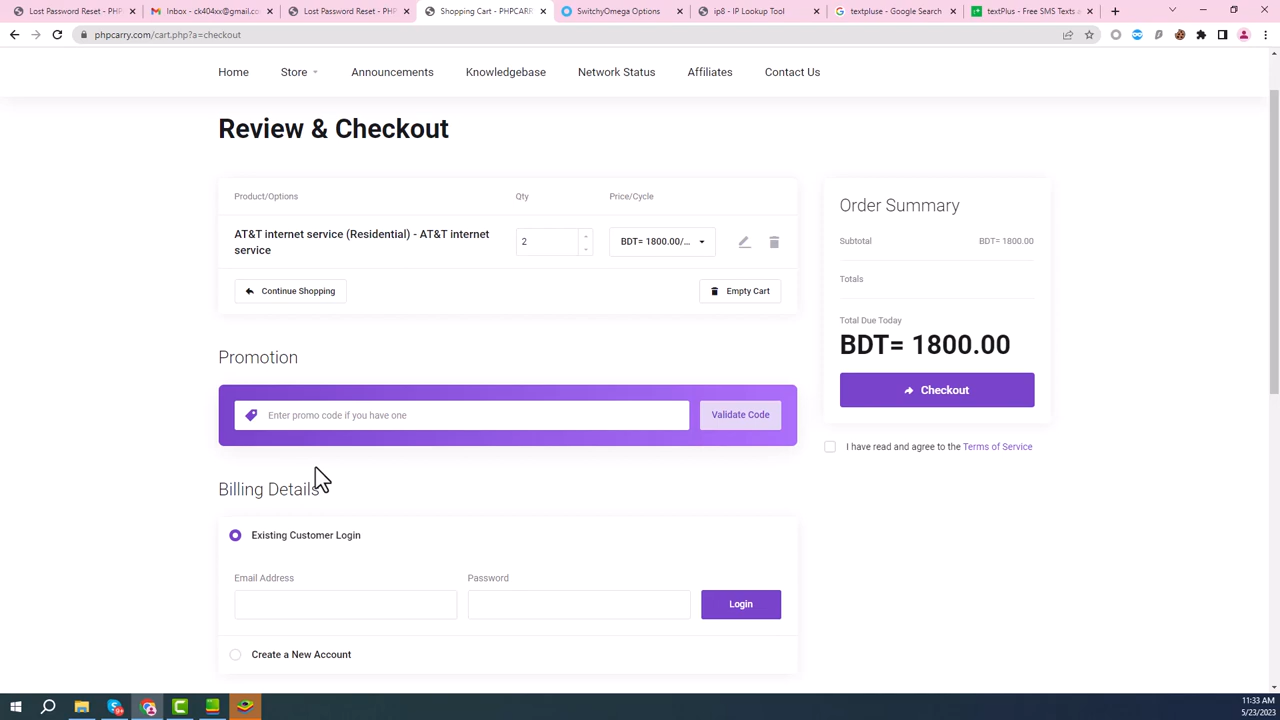 Lost Password Reset - PHP
Inbox - ck404xx@gmail.co
Lost Password Reset - PHP
Shopping Cart - PHPCARRY.
SwitchyOmega Options
ip8 - IP Lookup Tool
textpluse - Google Search
textPlus - Free SMS Texts
phpcarry.com/cart.php?a=checkout
Home Store Announcements Knowledgebase Network Status Affiliates Contact Us
Review & Checkout
Product/Options Qty Price/Cycle
AT&T internet service (Residential) - AT&T internet
service
2
BDT= 1800.00/...
Continue Shopping
Empty Cart
Order Summary
Subtotal BDT= 1800.00
Totals
Total Due Today
BDT= 1800.00
Checkout
I have read and agree to the Terms of Service
Promotion
Enter promo code if you have one
Validate Code
Billing Details
Existing Customer Login
Email Address Password
Login
Create a New Account
11:33 AM
5/23/2023